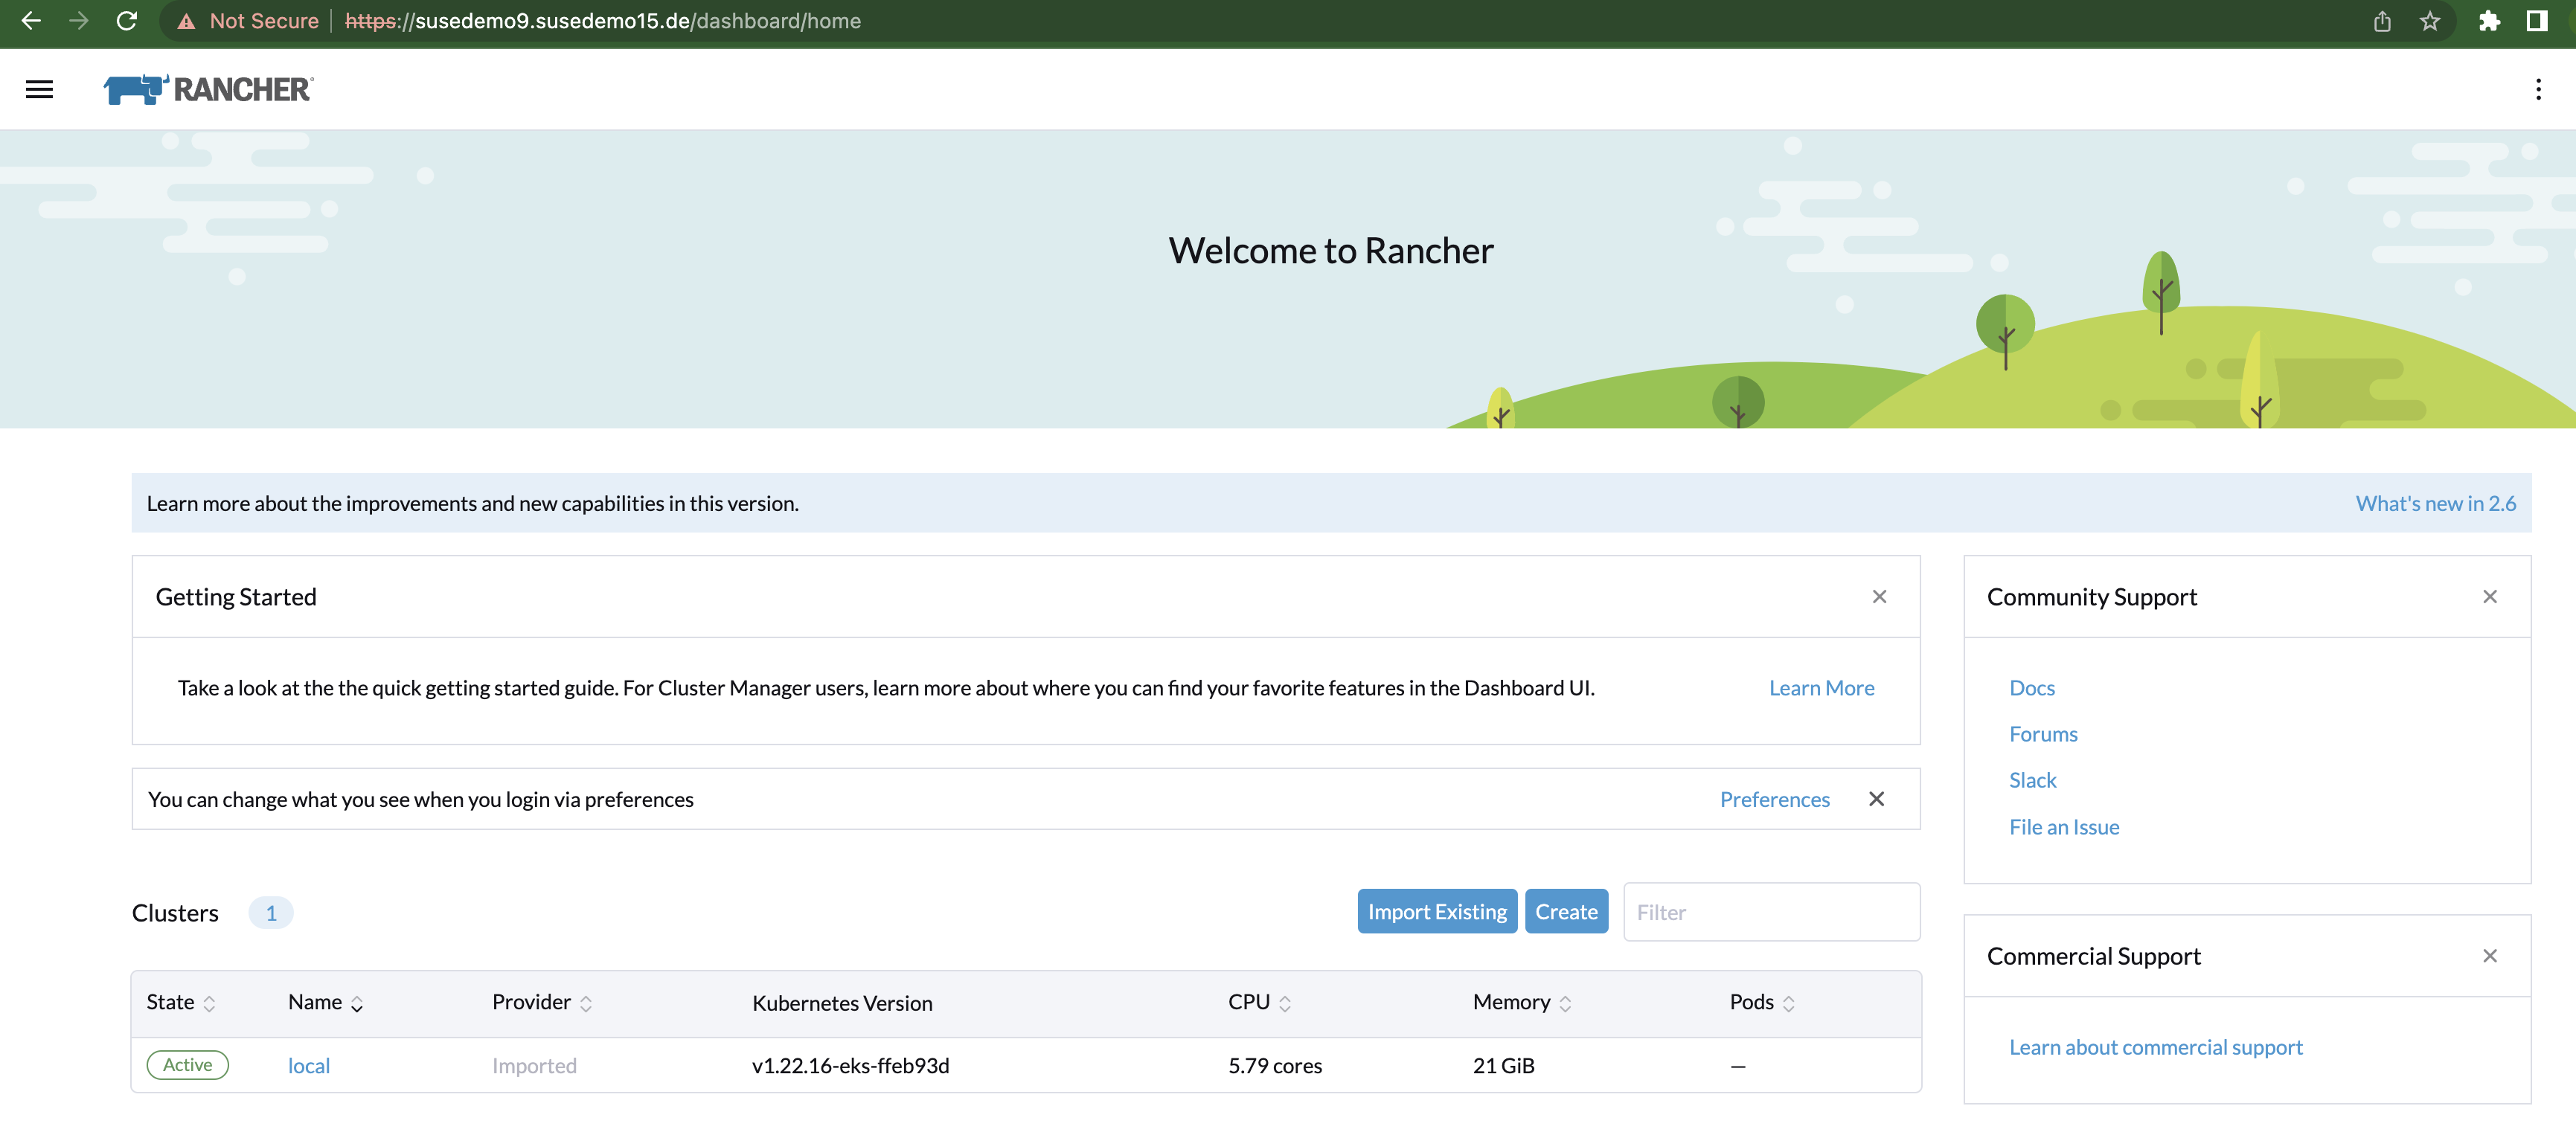 Not Secure https://susedemo9.susedemo15.de/dashboard/home
RANCHER
Welcome to Rancher
Learn more about the improvements and new capabilities in this version. What's new in 2.6
Getting Started
Take a look at the the quick getting started guide. For Cluster Manager users, learn more about where you can find your favorite features in the Dashboard UI. Learn More
You can change what you see when you login via preferences Preferences
Clusters 1 Import Existing Create Filter
State Name Provider Kubernetes Version CPU Memory Pods
Active local Imported v1.22.16-eks-ffeb93d 5.79 cores 21 GiB —
Community Support
Docs
Forums
Slack
File an Issue
Commercial Support
Learn about commercial support